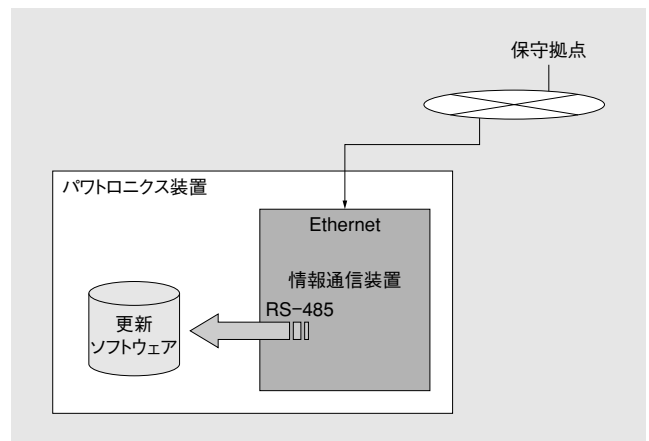 保守拠点
パワトロニクス装置
Ethernet
情報通信装置
RS-485
更新
ソフトウェア